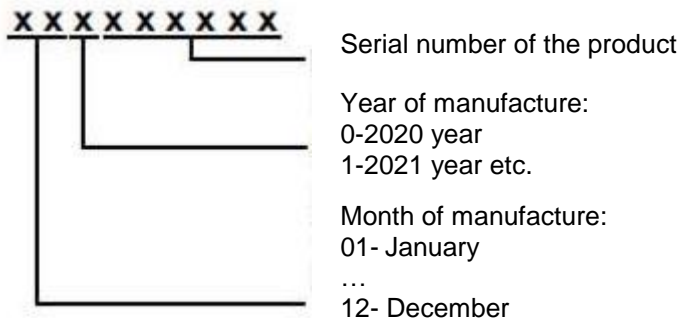 X X X X X X X X X
Serial number of the product
Year of manufacture:
0-2020 year
1-2021 year etc.
Month of manufacture:
01- January
…
12- December